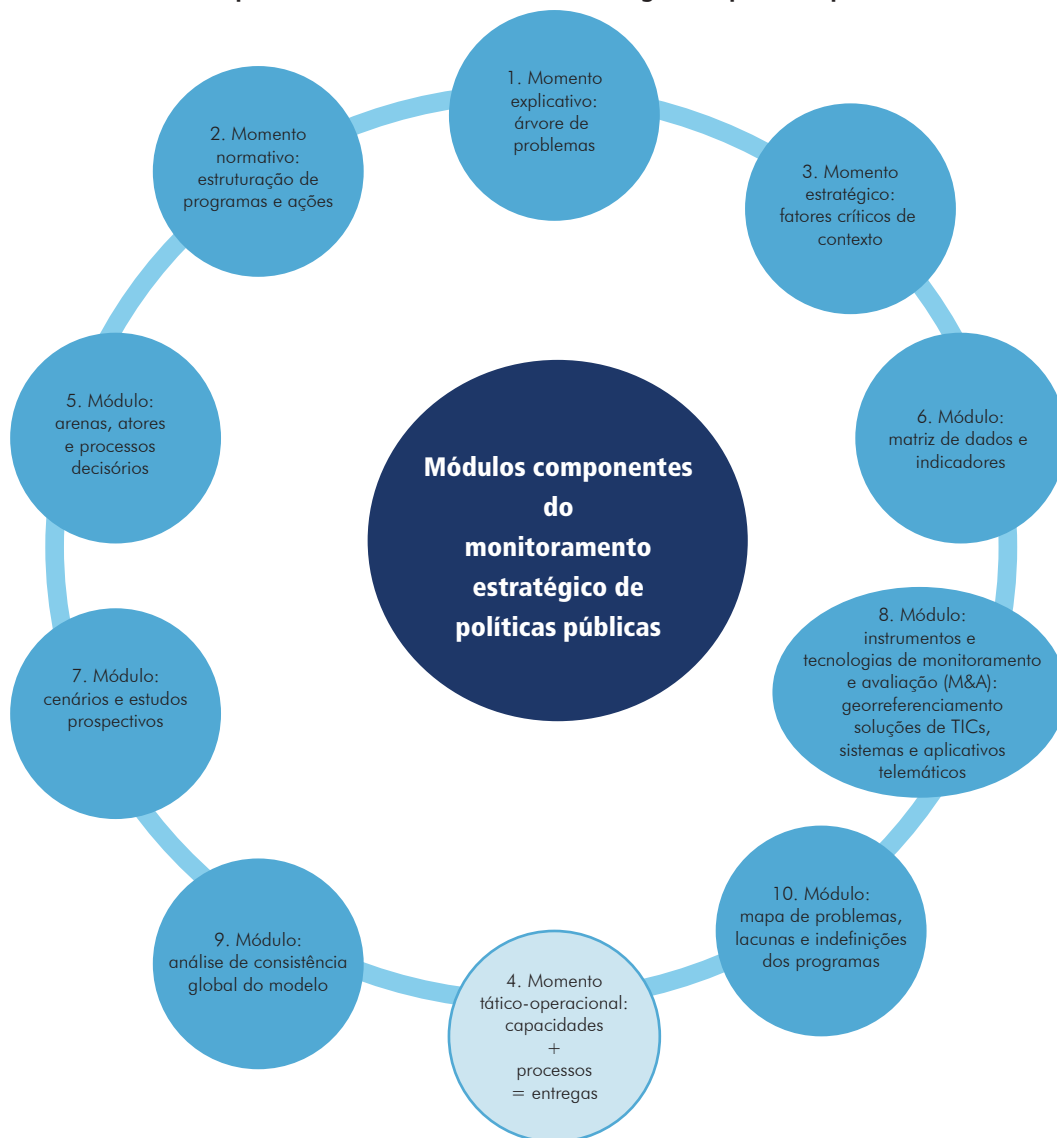 1. Momento
explicativo:
árvore de
problemas
2. Momento
normativo:
estruturação de
programas e ações
3. Momento
estratégico:
fatores críticos de
contexto
5. Módulo:
arenas, atores
e processos
decisórios
6. Módulo:
matriz de dados e
indicadores
Módulos componentes
do
monitoramento
estratégico de
políticas públicas
7. Módulo:
cenários e estudos
prospectivos
8. Módulo:
instrumentos e
tecnologias de monitoramento
e avaliação (M&A):
georreferenciamento
soluções de TICs,
sistemas e aplicativos
telemáticos
9. Módulo:
análise de consistência
global do modelo
4. Momento
tático-operacional:
capacidades
+
processos
= entregas
10. Módulo:
mapa de problemas,
lacunas e indefinições
dos programas